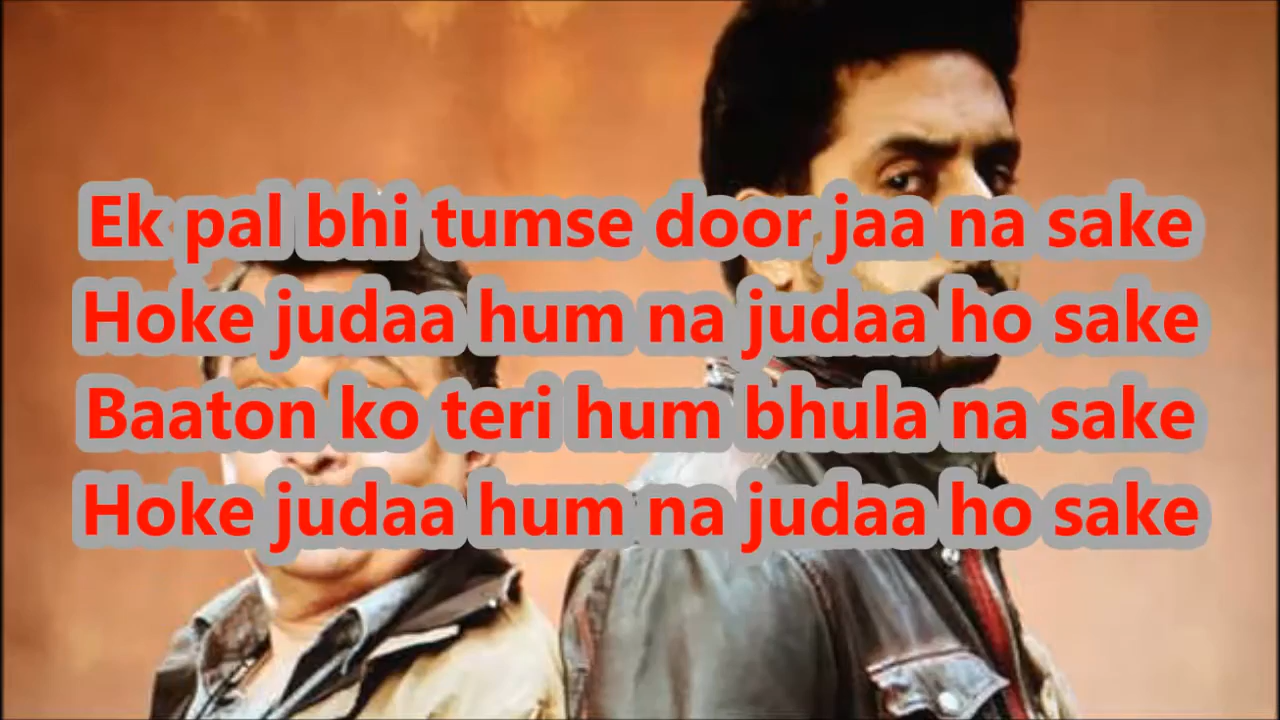 Ek pal bhi tumse door jaa na sake
Hoke judaa hum na judaa ho sake
Baaton ko teri hum bhula na sake
Hoke judaa hum na judaa ho sake